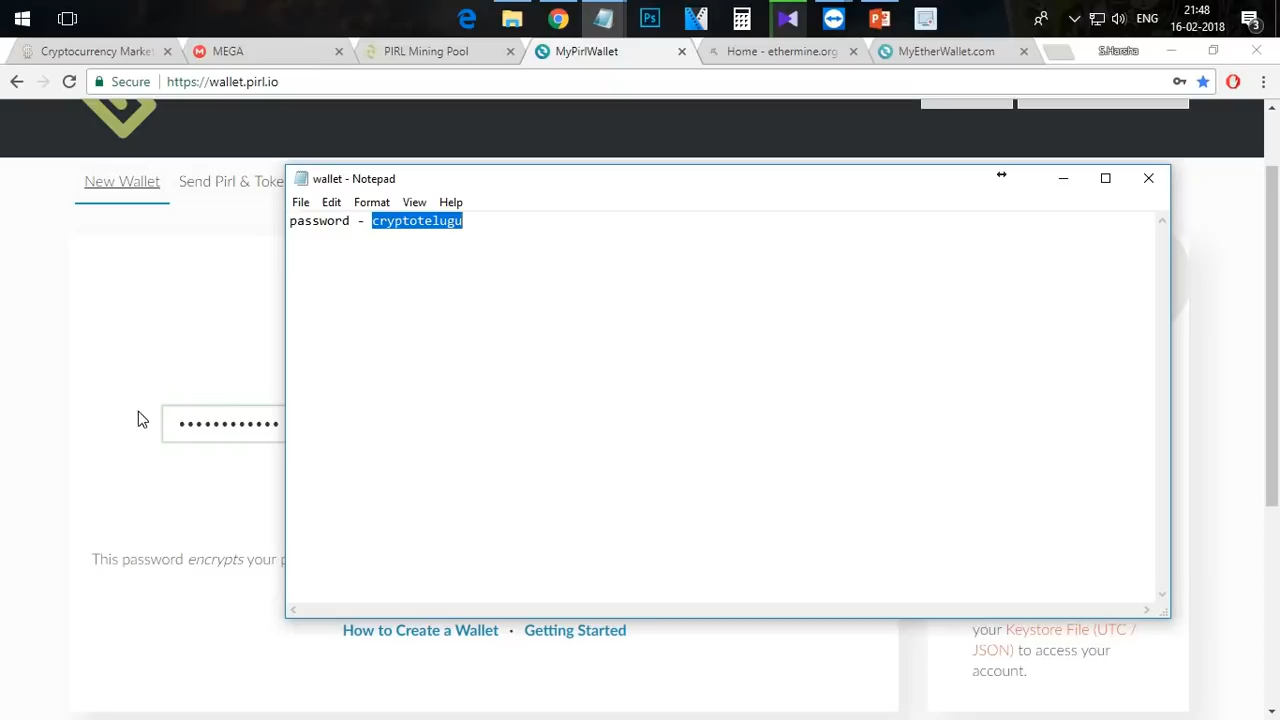 21:48
ENG
16-02-2018
3
Cryptocurrency Marke
MEGA
PIRL Mining Pool
MyPirlWallet
Home - ethermine.org
MyEtherWallet.com
S.Harsha
Secure
https://wallet.pirl.io
New Wallet
Send Pirl & Toke
wallet - Notepad
File Edit Format View Help
password - cryptotelugu
••••••••••••
This password encrypts your p
How to Create a Wallet · Getting Started
your Keystore File (UTC /
JSON) to access your
account.